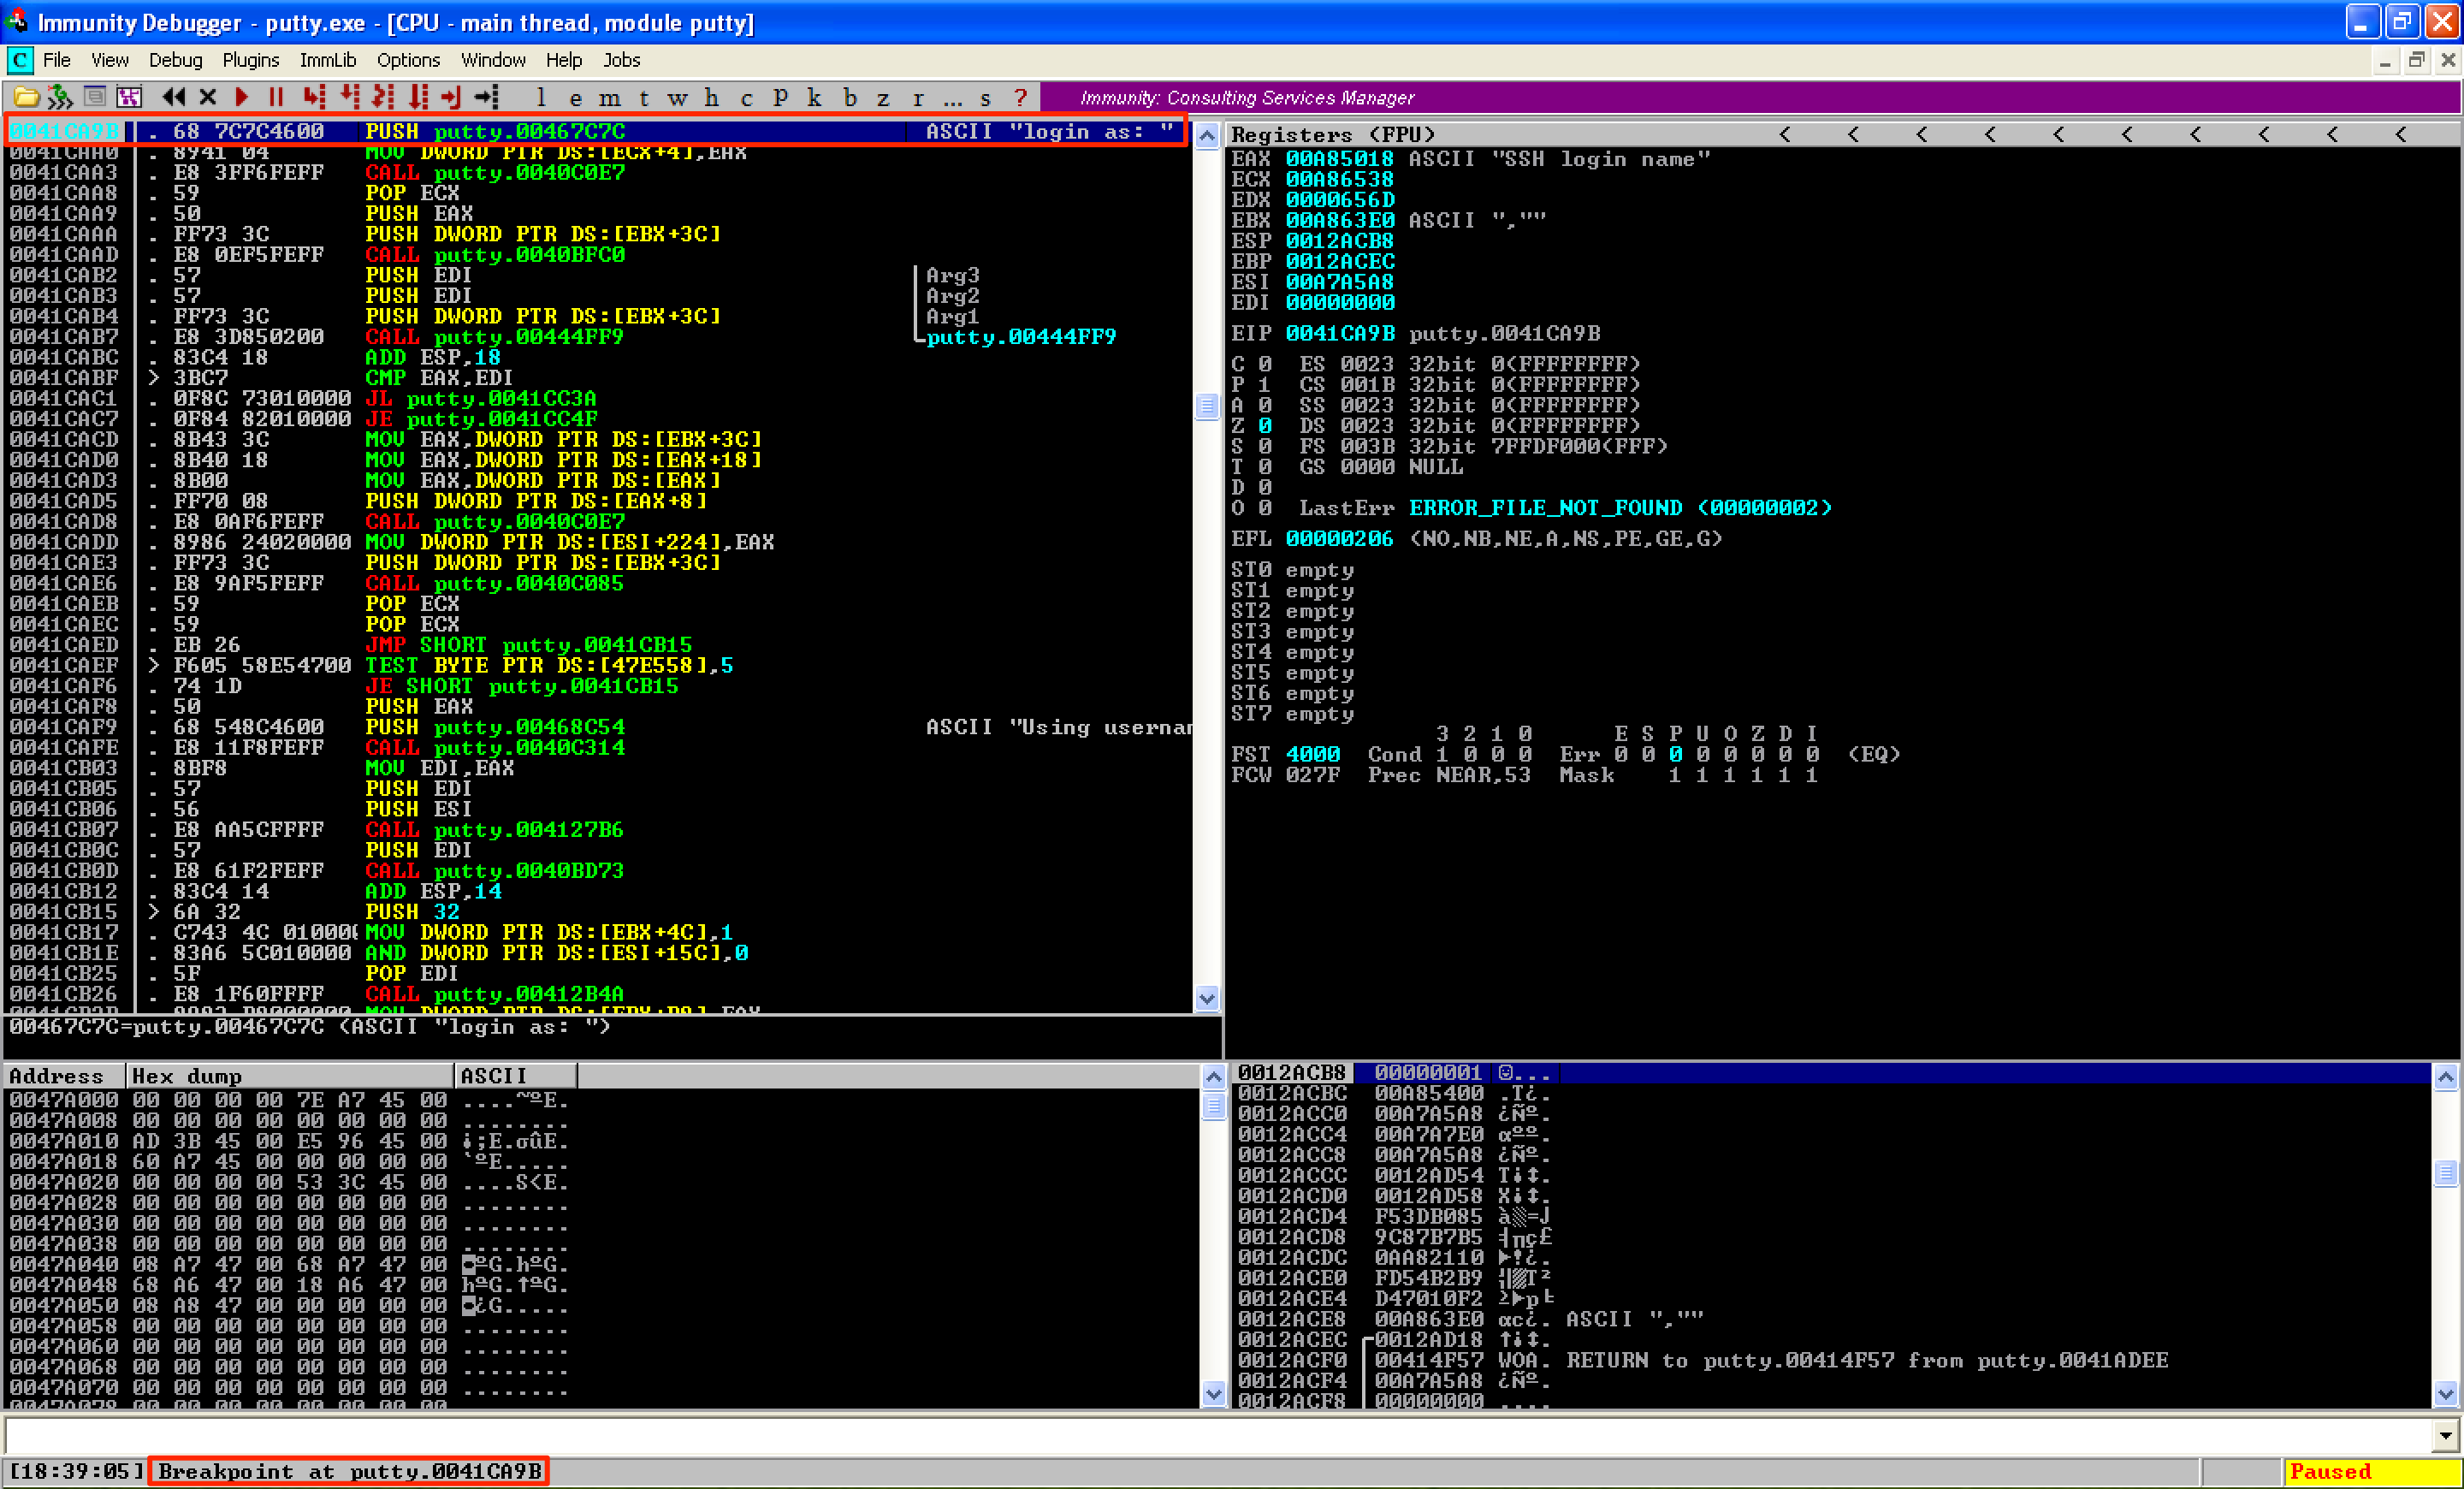 Immunity Debugger - putty.exe - [CPU - main thread, module putty]
C File View Debug Plugins ImmLib Options Window Help Jobs
l e m t w h c P k b z r ... s ? Immunity: Consulting Services Manager
0041CA9B . 68 7C7C4600 PUSH putty.00467C7C ASCII "login as: "
0041CAA0 . 8941 04 MOV DWORD PTR DS:[ECX+4],EAX
0041CAA3 . E8 3FF6FEFF CALL putty.0040C0E7
0041CAA8 . 59 POP ECX
0041CAA9 . 50 PUSH EAX
0041CAAA . FF73 3C PUSH DWORD PTR DS:[EBX+3C]
0041CAAD . E8 0EF5FEFF CALL putty.0040BFC0
0041CAB2 . 57 PUSH EDI Arg3
0041CAB3 . 57 PUSH EDI Arg2
0041CAB4 . FF73 3C PUSH DWORD PTR DS:[EBX+3C] Arg1
0041CAB7 . E8 3D850200 CALL putty.00444FF9 putty.00444FF9
0041CABC . 83C4 18 ADD ESP,18
0041CABF > 3BC7 CMP EAX,EDI
0041CAC1 . 0F8C 73010000 JL putty.0041CC3A
0041CAC7 . 0F84 82010000 JE putty.0041CC4F
0041CACD . 8B43 3C MOV EAX,DWORD PTR DS:[EBX+3C]
0041CAD0 . 8B40 18 MOV EAX,DWORD PTR DS:[EAX+18]
0041CAD3 . 8B00 MOV EAX,DWORD PTR DS:[EAX]
0041CAD5 . FF70 08 PUSH DWORD PTR DS:[EAX+8]
0041CAD8 . E8 0AF6FEFF CALL putty.0040C0E7
0041CADD . 8986 24020000 MOV DWORD PTR DS:[ESI+224],EAX
0041CAE3 . FF73 3C PUSH DWORD PTR DS:[EBX+3C]
0041CAE6 . E8 9AF5FEFF CALL putty.0040C085
0041CAEB . 59 POP ECX
0041CAEC . 59 POP ECX
0041CAED . EB 26 JMP SHORT putty.0041CB15
0041CAEF > F605 58E54700 TEST BYTE PTR DS:[47E558],5
0041CAF6 . 74 1D JE SHORT putty.0041CB15
0041CAF8 . 50 PUSH EAX
0041CAF9 . 68 548C4600 PUSH putty.00468C54 ASCII "Using usernam
0041CAFE . E8 11F8FEFF CALL putty.0040C314
0041CB03 . 8BF8 MOV EDI,EAX
0041CB05 . 57 PUSH EDI
0041CB06 . 56 PUSH ESI
0041CB07 . E8 AA5CFFFF CALL putty.004127B6
0041CB0C . 57 PUSH EDI
0041CB0D . E8 61F2FEFF CALL putty.0040BD73
0041CB12 . 83C4 14 ADD ESP,14
0041CB15 > 6A 32 PUSH 32
0041CB17 . C743 4C 010000 MOV DWORD PTR DS:[EBX+4C],1
0041CB1E . 83A6 5C010000 AND DWORD PTR DS:[ESI+15C],0
0041CB25 . 5F POP EDI
0041CB26 . E8 1F60FFFF CALL putty.00412B4A
00467C7C=putty.00467C7C (ASCII "login as: ")
Registers (FPU) < < < < < < < < < <
EAX 00A85018 ASCII "SSH login name"
ECX 00A86538
EDX 0000656D
EBX 00A863E0 ASCII ",""
ESP 0012ACB8
EBP 0012ACEC
ESI 00A7A5A8
EDI 00000000
EIP 0041CA9B putty.0041CA9B
C 0 ES 0023 32bit 0(FFFFFFFF)
P 1 CS 001B 32bit 0(FFFFFFFF)
A 0 SS 0023 32bit 0(FFFFFFFF)
Z 0 DS 0023 32bit 0(FFFFFFFF)
S 0 FS 003B 32bit 7FFDF000(FFF)
T 0 GS 0000 NULL
D 0
O 0 LastErr ERROR_FILE_NOT_FOUND (00000002)
EFL 00000206 (NO,NB,NE,A,NS,PE,GE,G)
ST0 empty
ST1 empty
ST2 empty
ST3 empty
ST4 empty
ST5 empty
ST6 empty
ST7 empty
3 2 1 0 E S P U O Z D I
FST 4000 Cond 1 0 0 0 Err 0 0 0 0 0 0 0 0 (EQ)
FCW 027F Prec NEAR,53 Mask 1 1 1 1 1 1
Address Hex dump ASCII
0047A000 00 00 00 00 7E A7 45 00 ....~ºE.
0047A008 00 00 00 00 00 00 00 00 ........
0047A010 AD 3B 45 00 E5 96 45 00 ¡;E.σûE.
0047A018 60 A7 45 00 00 00 00 00 `ºE.....
0047A020 00 00 00 00 53 3C 45 00 ....S<E.
0047A028 00 00 00 00 00 00 00 00 ........
0047A030 00 00 00 00 00 00 00 00 ........
0047A038 00 00 00 00 00 00 00 00 ........
0047A040 08 A7 47 00 68 A7 47 00 ◘ºG.hºG.
0047A048 68 A6 47 00 18 A6 47 00 hªG.↑ªG.
0047A050 08 A8 47 00 00 00 00 00 ◘¿G.....
0047A058 00 00 00 00 00 00 00 00 ........
0047A060 00 00 00 00 00 00 00 00 ........
0047A068 00 00 00 00 00 00 00 00 ........
0047A070 00 00 00 00 00 00 00 00 ........
0047A078 00 00 00 00 00 00 00 00
0012ACB8 00000001 ☺...
0012ACBC 00A85400 .T¿.
0012ACC0 00A7A5A8 ¿Ñº.
0012ACC4 00A7A7E0 αºº.
0012ACC8 00A7A5A8 ¿Ñº.
0012ACCC 0012AD54 T¡↕.
0012ACD0 0012AD58 X¡↕.
0012ACD4 F53DB085 à░=⌡
0012ACD8 9C87B7B5 ╡╖ç£
0012ACDC 0AA82110 ►!¿.
0012ACE0 FD54B2B9 ╣▓T²
0012ACE4 D47010F2 ≥►p╘
0012ACE8 00A863E0 αc¿. ASCII ",""
0012ACEC 0012AD18 ↑¡↕.
0012ACF0 00414F57 WOA. RETURN to putty.00414F57 from putty.0041ADEE
0012ACF4 00A7A5A8 ¿Ñº.
0012ACF8 00000000 ....
[18:39:05] Breakpoint at putty.0041CA9B Paused